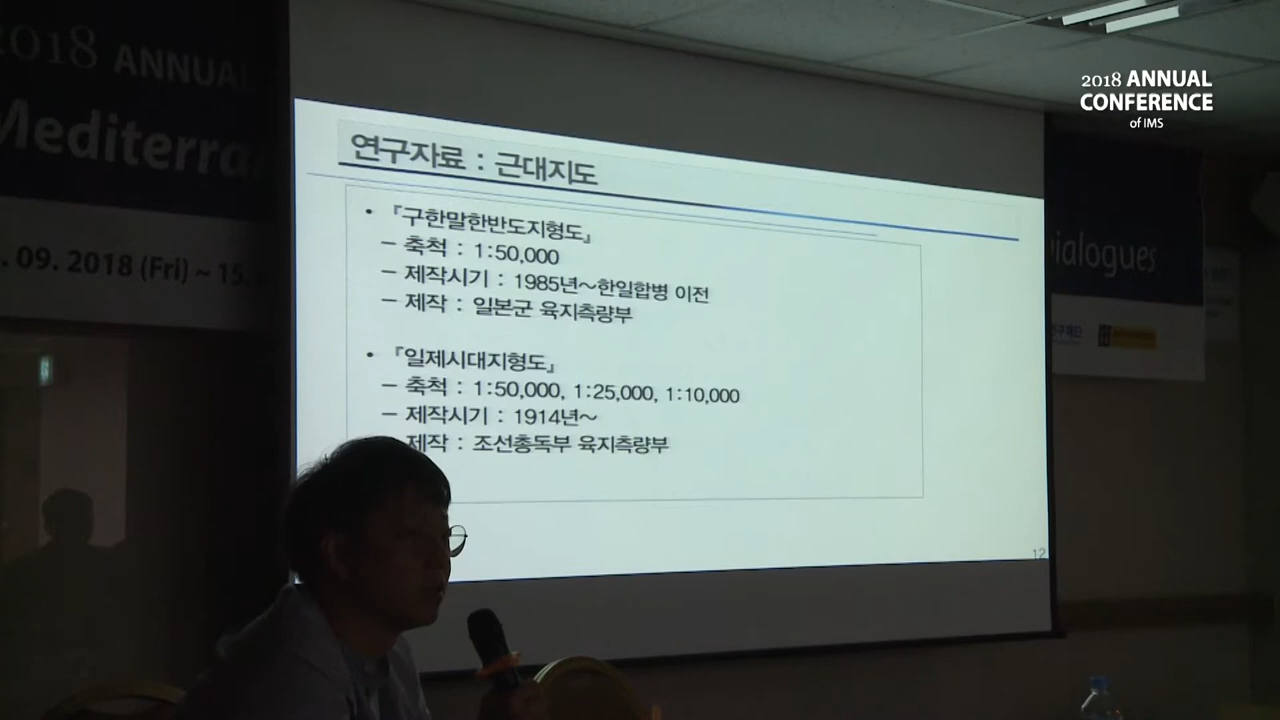 2018 ANNUAL
CONFERENCE
of IMS
2018 ANNUAL
Mediterra
. 09. 2018 (Fri) ~ 15.
연구자료 : 근대지도
• 『구한말한반도지형도』
– 축척 : 1:50,000
– 제작시기 : 1985년~한일합병 이전
– 제작 : 일본군 육지측량부
• 『일제시대지형도』
– 축척 : 1:50,000, 1:25,000, 1:10,000
– 제작시기 : 1914년~
제작 : 조선총독부 육지측량부
12
ialogues
연구재단